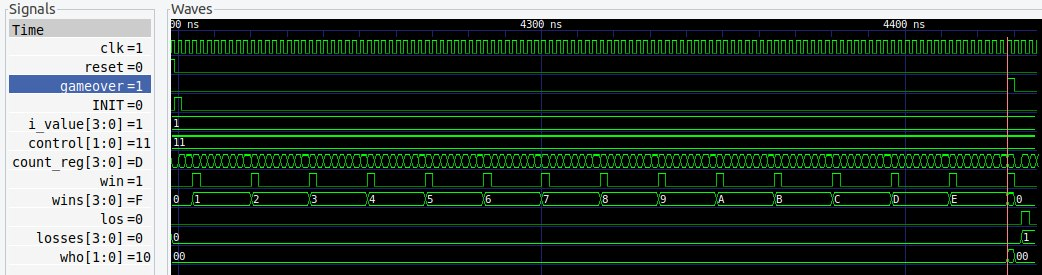 Signals Waves
Time 00 ns 4300 ns 4400 ns
clk=1
reset=0
gameover=1
INIT=0
i_value[3:0]=1 1
control[1:0]=11 11
count_reg[3:0]=D
win=1
wins[3:0]=F 0 1 2 3 4 5 6 7 8 9 A B C D E 0
los=0
losses[3:0]=0 0 1
who[1:0]=10 00 00